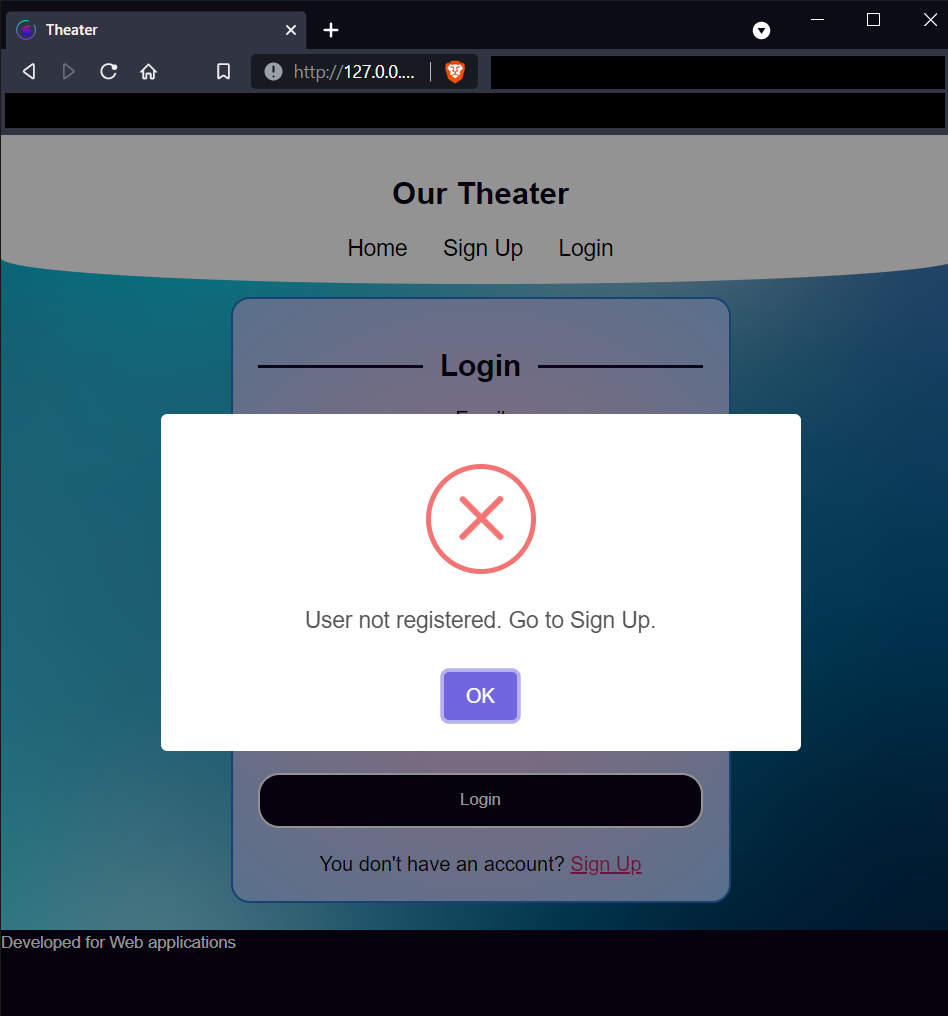 Theater
http://127.0.0....
Our Theater
Home Sign Up Login
Login
User not registered. Go to Sign Up.
OK
Login
You don't have an account? Sign Up
Developed for Web applications